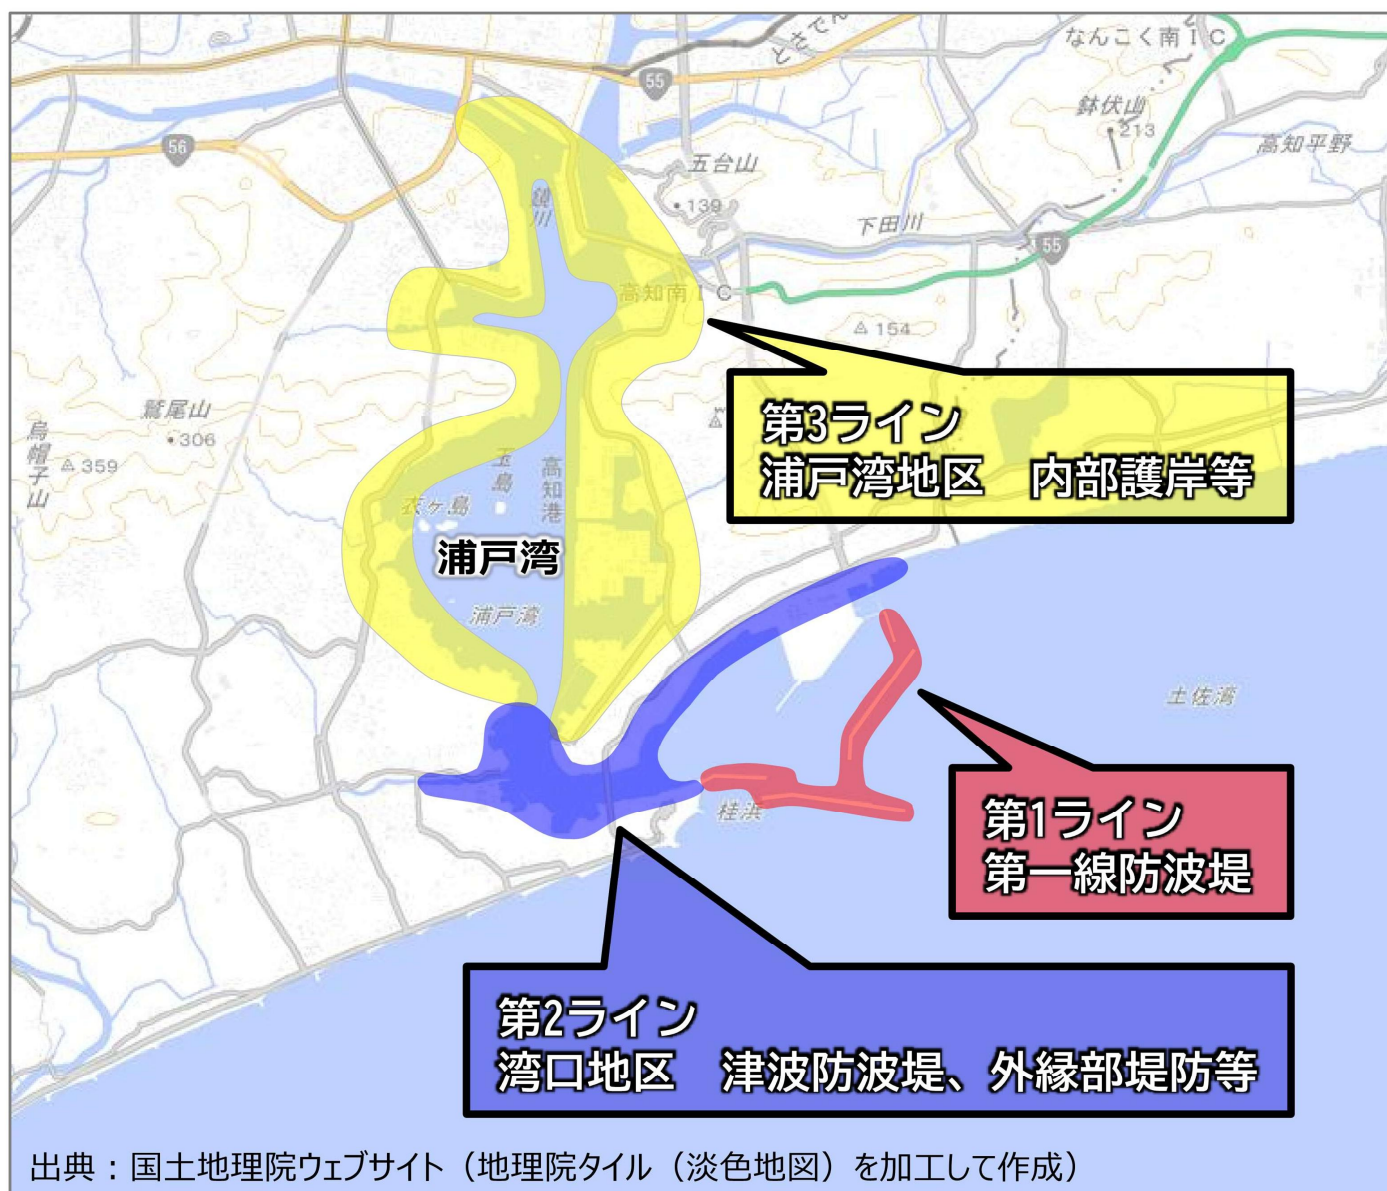 なんこく南IC
とさでん
55
鉢伏山
213
高知平野
56
五台山
139
鏡川
下田川
55
高知南IC
154
鷲尾山
306
烏帽子山
359
第3ライン
浦戸湾地区 内部護岸等
玉島
高知港
衣ヶ島
浦戸湾
浦戸湾
土佐湾
桂浜
第1ライン
第一線防波堤
第2ライン
湾口地区 津波防波堤、外縁部堤防等
出典:国土地理院ウェブサイト(地理院タイル(淡色地図)を加工して作成)